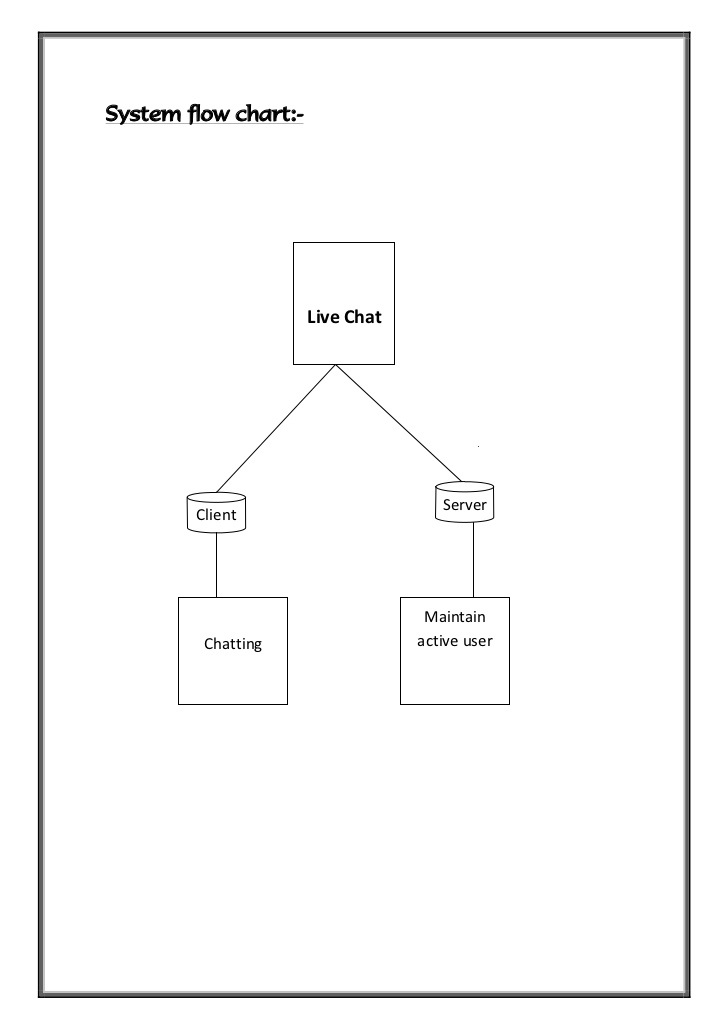 System flow chart:-
Live Chat
Client
Server
Chatting
Maintain
active user